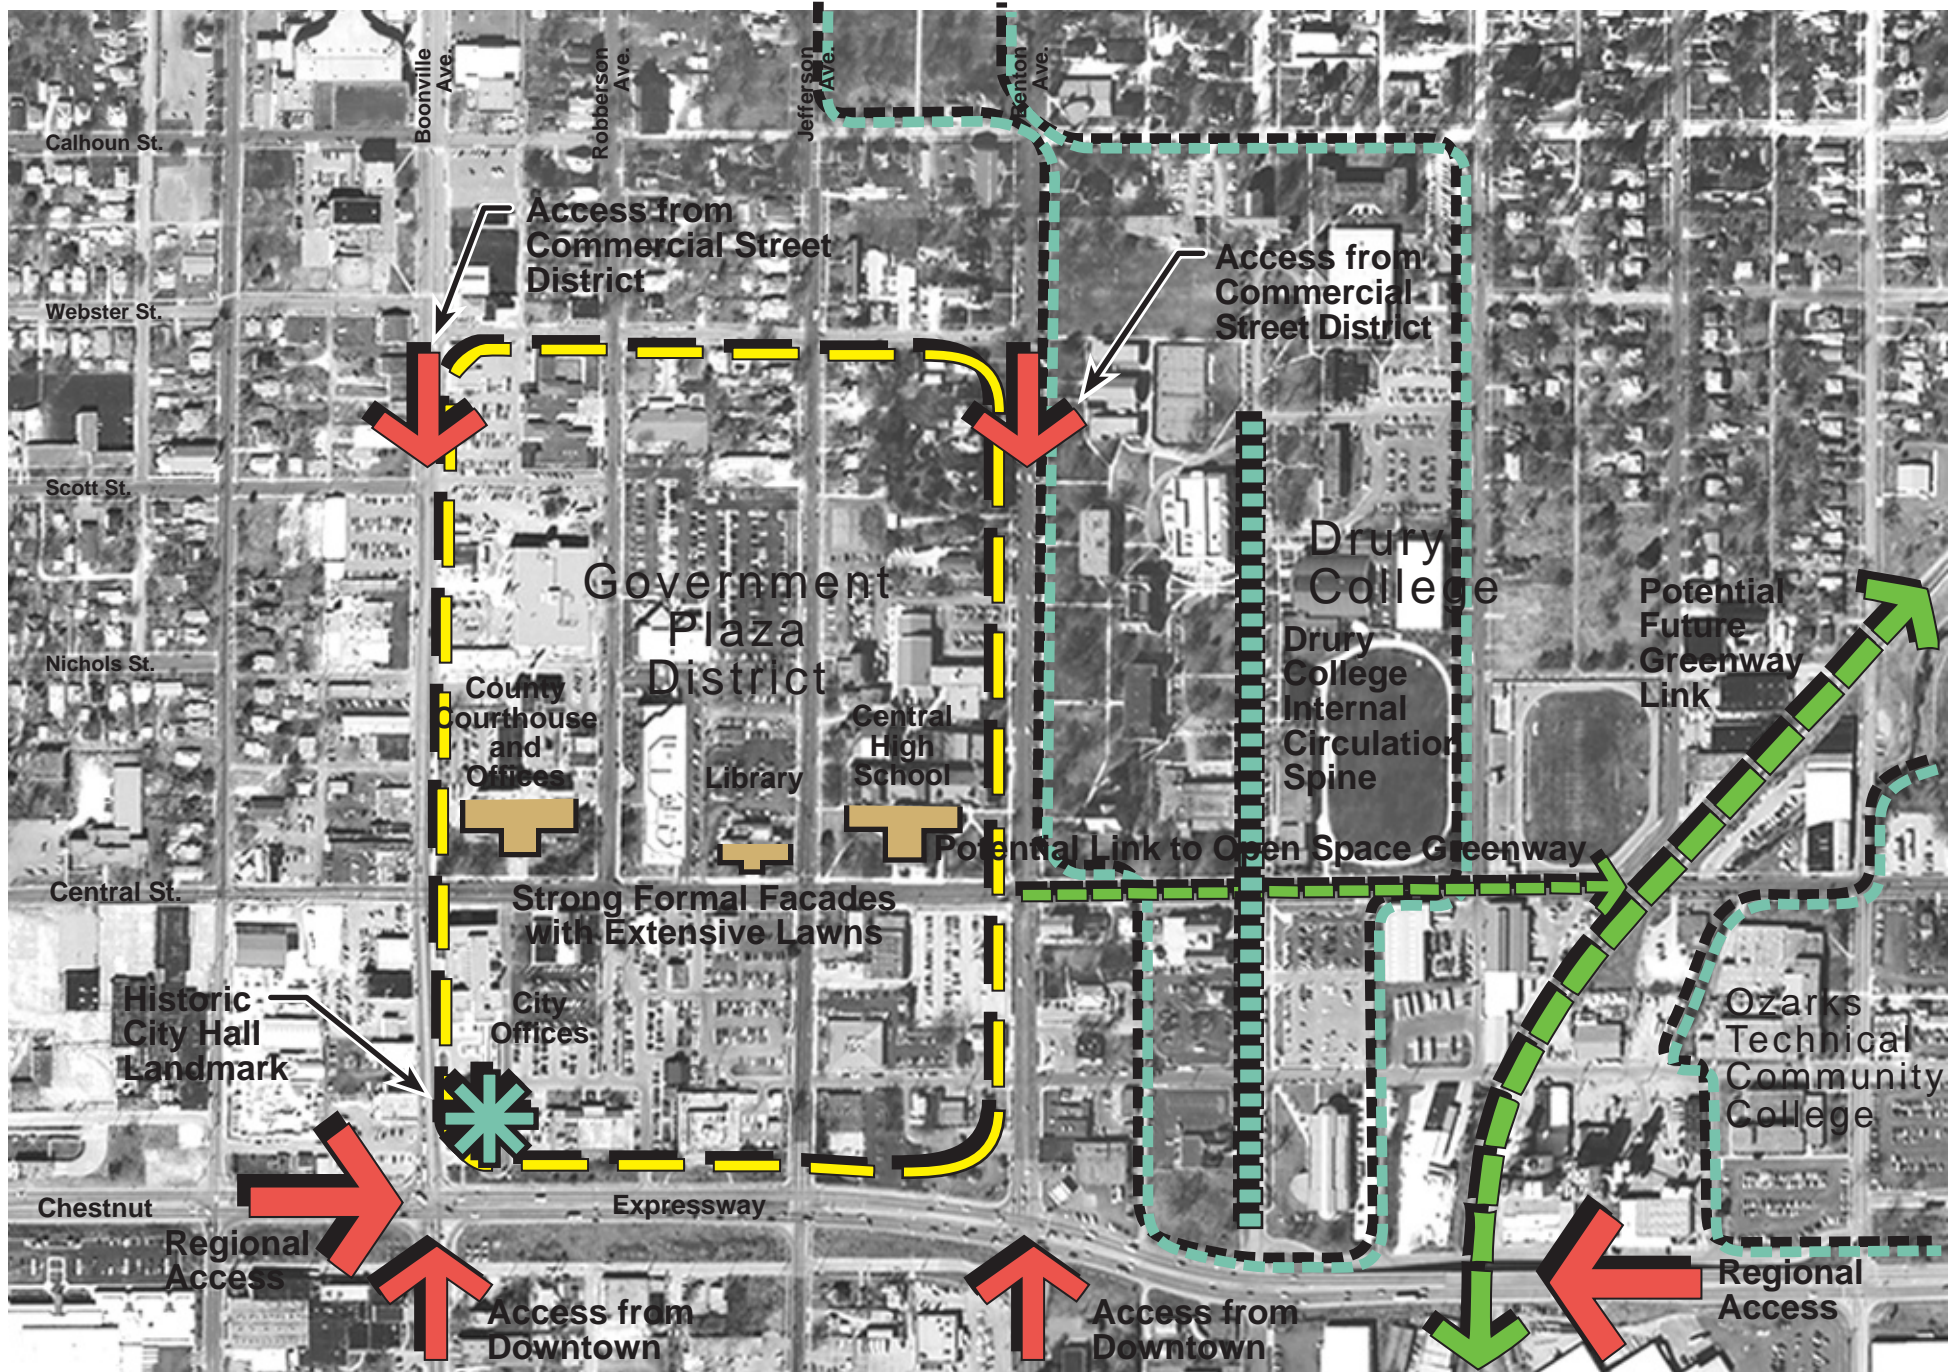 Boonville
Ave.
Robberson
Ave.
Jefferson
Ave.
Benton
Ave.
Calhoun St.
Access from
Commercial Street
District
Access from
Commercial
Street District
Webster St.
Scott St.
Government
Plaza
District
Drury
College
Potential
Future
Greenway
Link
Nichols St.
Drury
College
Internal
Circulation
Spine
County
Courthouse
and
Offices
Library
Central
High
School
Potential Link to Open Space Greenway
Central St.
Strong Formal Facades
with Extensive Lawns
Historic
City Hall
Landmark
City
Offices
Ozarks
Technical
Community
College
Chestnut
Expressway
Regional
Access
Access from
Downtown
Access from
Downtown
Regional
Access